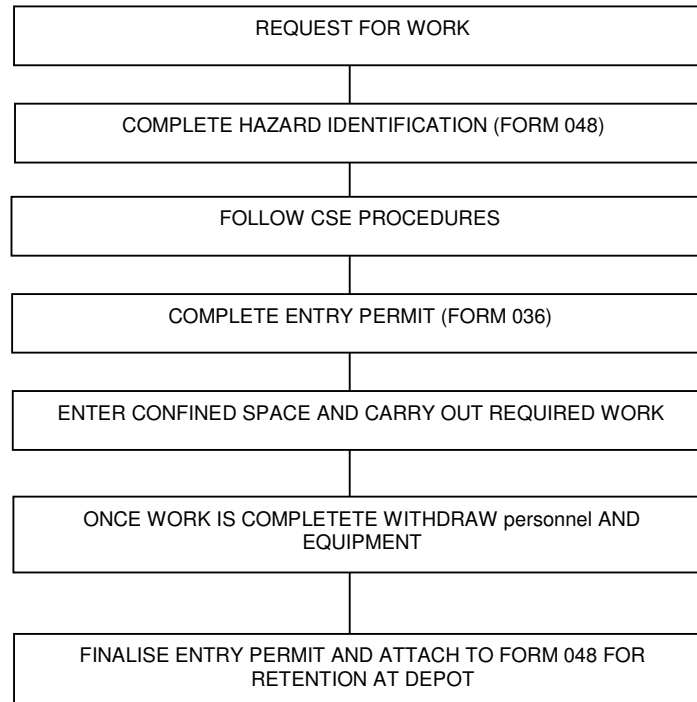 REQUEST FOR WORK
COMPLETE HAZARD IDENTIFICATION (FORM 048)
FOLLOW CSE PROCEDURES
COMPLETE ENTRY PERMIT (FORM 036)
ENTER CONFINED SPACE AND CARRY OUT REQUIRED WORK
ONCE WORK IS COMPLETETE WITHDRAW personnel AND
EQUIPMENT
FINALISE ENTRY PERMIT AND ATTACH TO FORM 048 FOR
RETENTION AT DEPOT